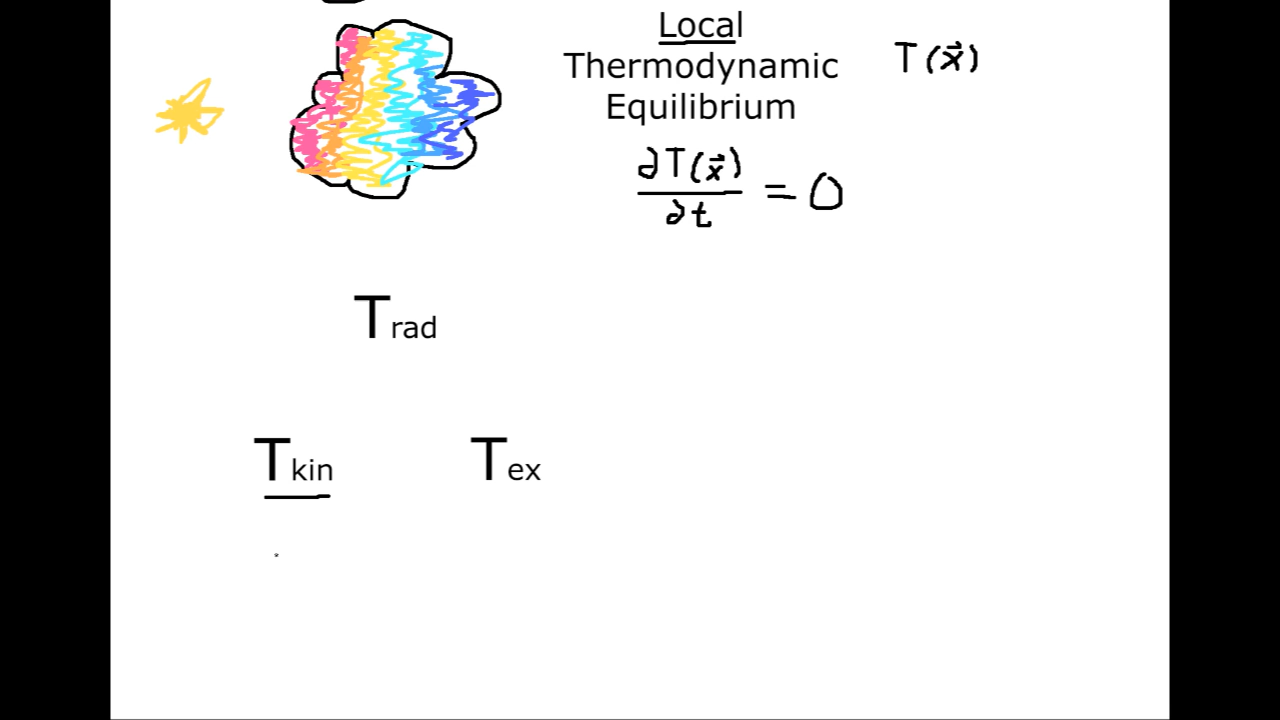 Local
Thermodynamic
Equilibrium
T(x⃗)
∂T(x⃗)
∂t
= 0
Trad
Tkin
Tex